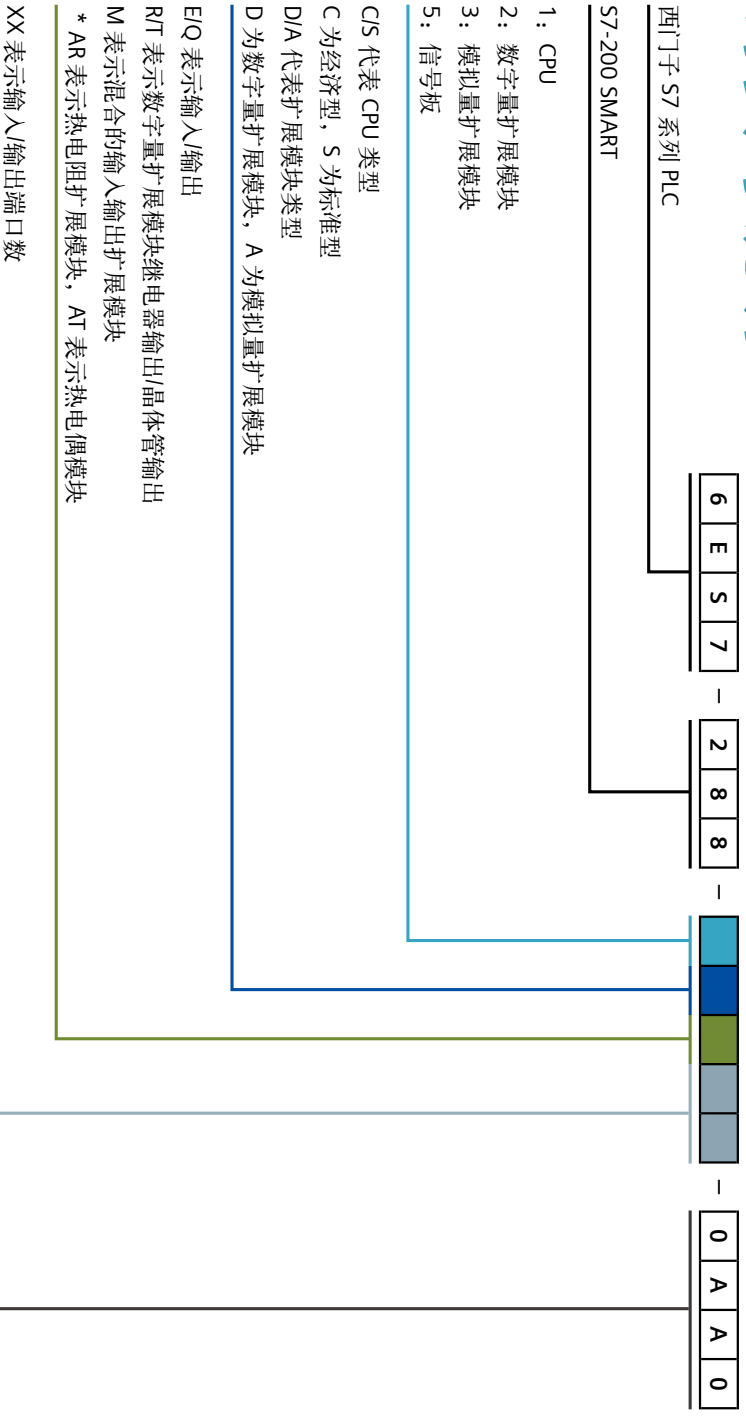 6 E S 7 – 2 8 8 – – 0 A A 0
西门子 S7 系列 PLC
S7-200 SMART
1：CPU
2：数字量扩展模块
3：模拟量扩展模块
5：信号板
C/S 代表 CPU 类型
C 为经济型，S 为标准型
D/A 代表扩展模块类型
D 为数字量扩展模块，A 为模拟量扩展模块
E/Q 表示输入/输出
R/T 表示数字量扩展模块继电器输出/晶体管输出
M 表示混合的输入输出扩展模块
* AR 表示热电阻扩展模块，AT 表示热电偶模块
XX 表示输入/输出端口数